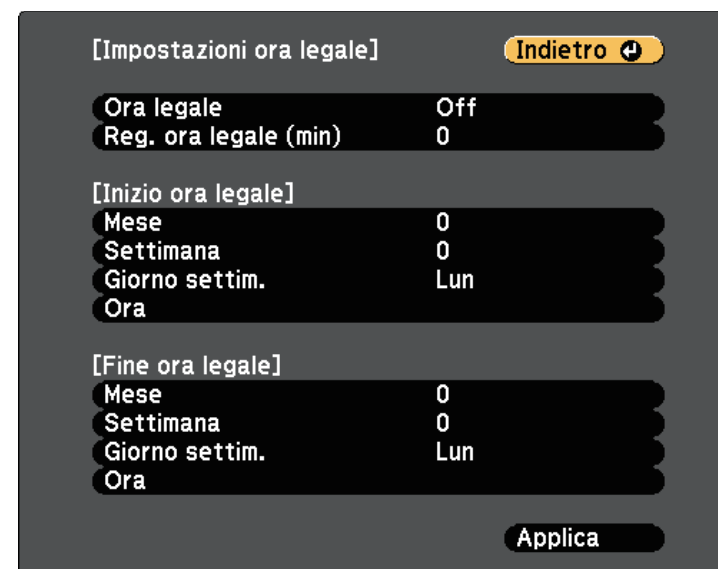 [Impostazioni ora legale] Indietro
Ora legale Off
Reg. ora legale (min) 0
[Inizio ora legale]
Mese 0
Settimana 0
Giorno settim. Lun
Ora
[Fine ora legale]
Mese 0
Settimana 0
Giorno settim. Lun
Ora
Applica